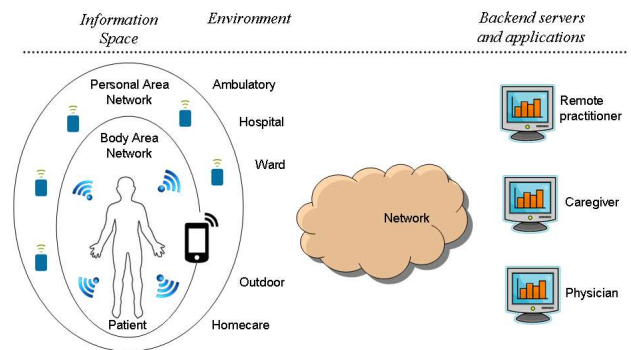 Information
Space
Environment
Backend servers
and applications
Personal Area
Network
Body Area
Network
Patient
Ambulatory
Hospital
Ward
Outdoor
Homecare
Network
Remote
practitioner
Caregiver
Physician